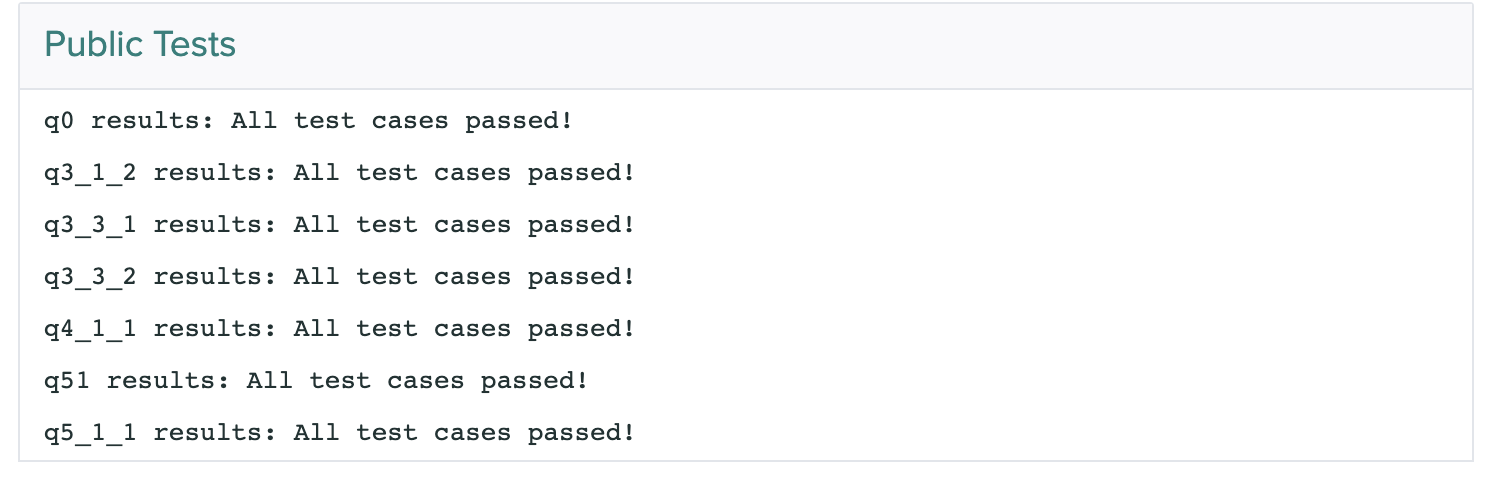 Public Tests
q0 results: All test cases passed!
q3_1_2 results: All test cases passed!
q3_3_1 results: All test cases passed!
q3_3_2 results: All test cases passed!
q4_1_1 results: All test cases passed!
q51 results: All test cases passed!
q5_1_1 results: All test cases passed!